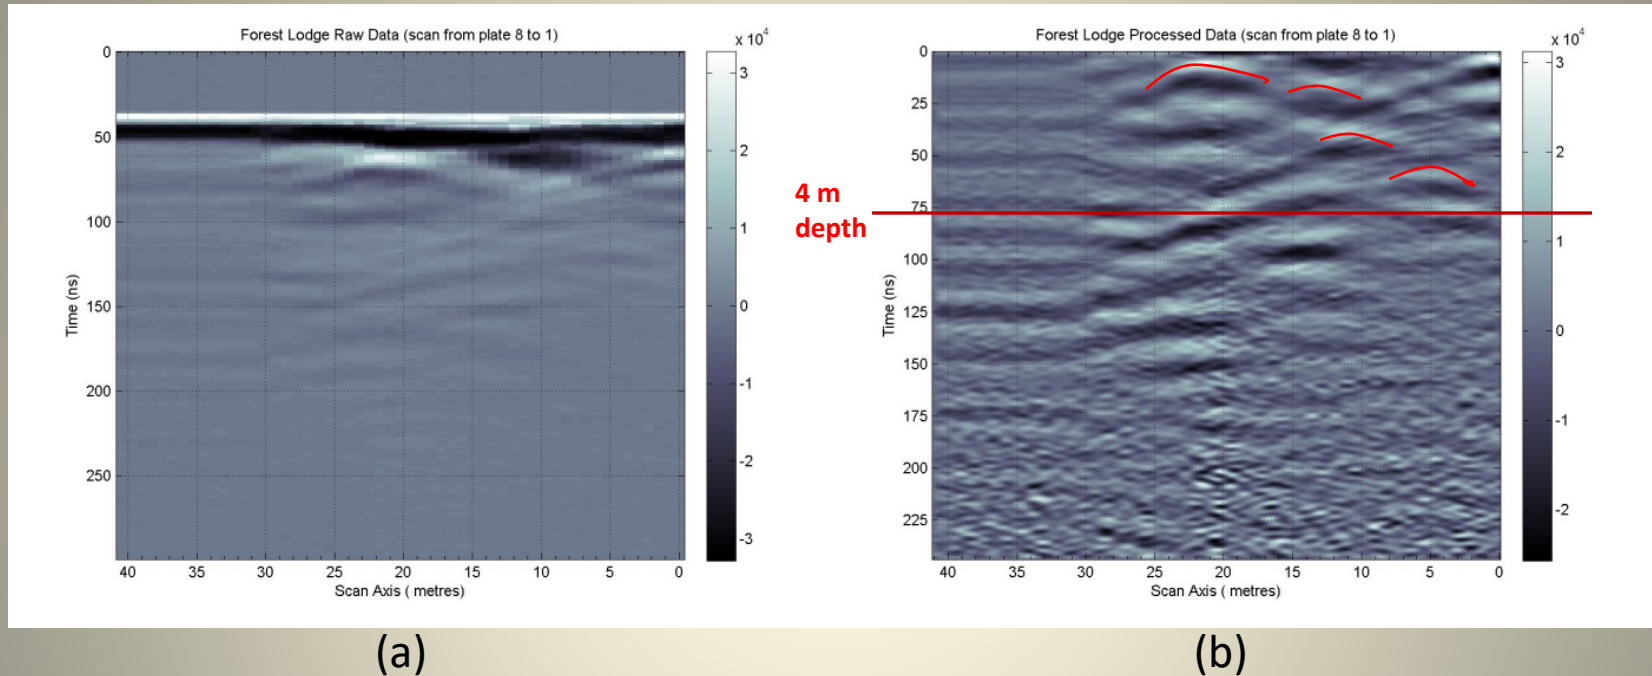 Forest Lodge Raw Data (scan from plate 8 to 1)
x 10^4
0
50
100
150
200
250
Time (ns)
40 35 30 25 20 15 10 5 0
Scan Axis ( metres)
3
2
1
0
-1
-2
-3
(a)
4 m
depth
Forest Lodge Processed Data (scan from plate 8 to 1)
x 10^4
0
25
50
75
100
125
150
175
200
225
Time (ns)
40 35 30 25 20 15 10 5 0
Scan Axis ( metres)
3
2
1
0
-1
-2
(b)